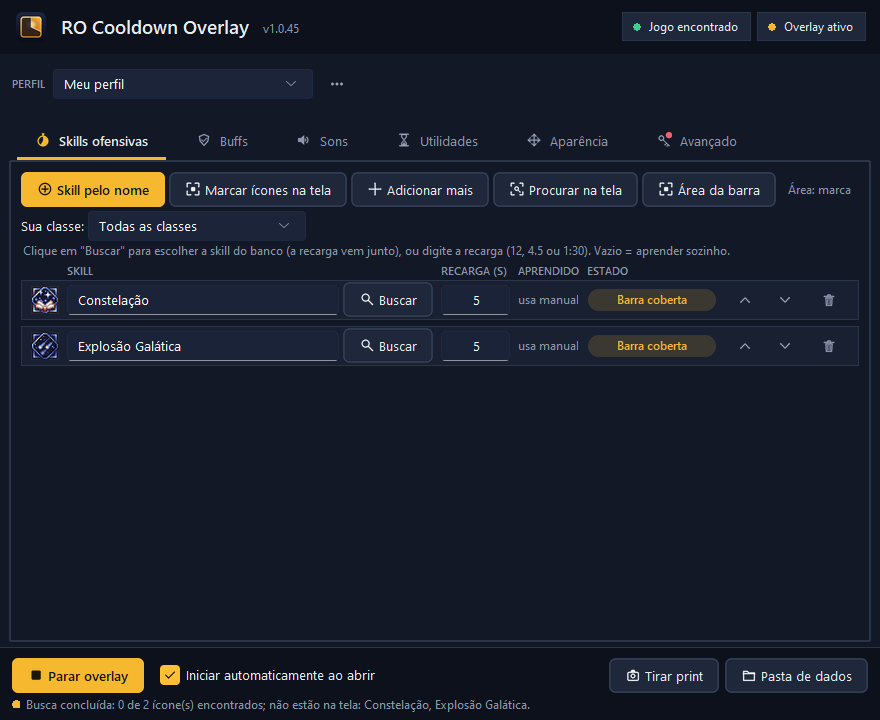 RO Cooldown Overlay v1.0.45
Jogo encontrado
Overlay ativo
PERFIL Meu perfil
Skills ofensivas Buffs Sons Utilidades Aparência Avançado
Skill pelo nome Marcar ícones na tela Adicionar mais Procurar na tela Área da barra Área: marca
Sua classe: Todas as classes
Clique em "Buscar" para escolher a skill do banco (a recarga vem junto), ou digite a recarga (12, 4.5 ou 1:30). Vazio = aprender sozinho.
SKILL RECARGA (S) APRENDIDO ESTADO
Constelação Buscar 5 usa manual Barra coberta
Explosão Galática Buscar 5 usa manual Barra coberta
Parar overlay Iniciar automaticamente ao abrir Tirar print Pasta de dados
Busca concluída: 0 de 2 ícone(s) encontrados; não estão na tela: Constelação, Explosão Galática.